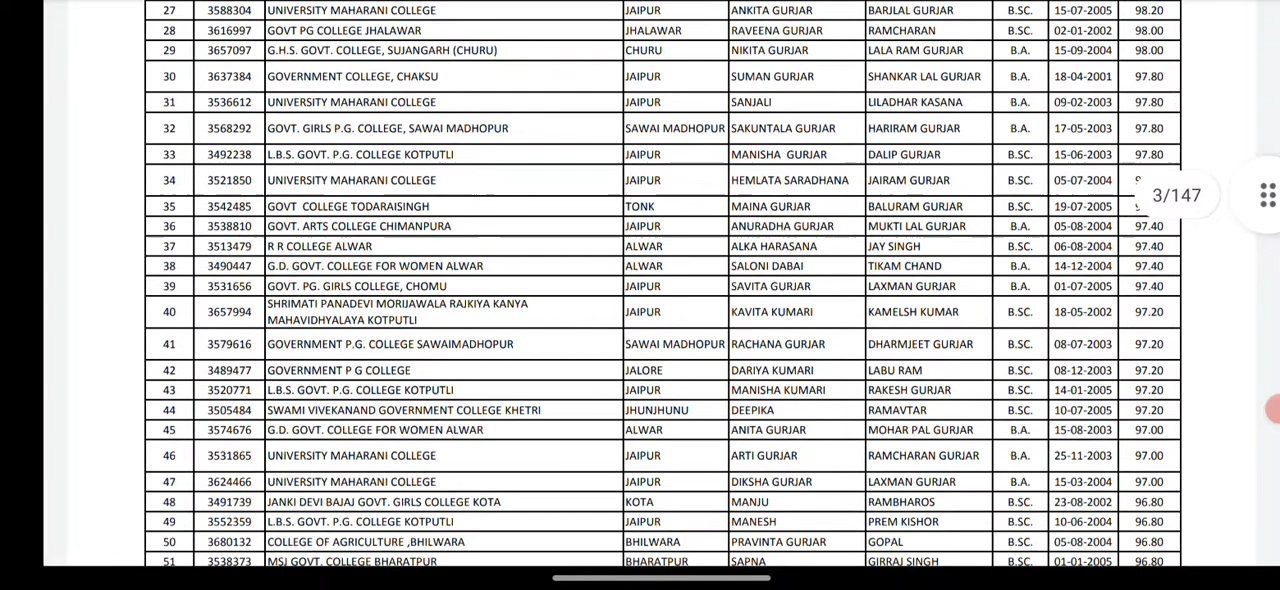 27 3588304 UNIVERSITY MAHARANI COLLEGE JAIPUR ANKITA GURJAR BARJLAL GURJAR B.SC. 15-07-2005 98.20
28 3616997 GOVT PG COLLEGE JHALAWAR JHALAWAR RAVEENA GURJAR RAMCHARAN B.SC. 02-01-2002 98.00
29 3657097 G.H.S. GOVT. COLLEGE, SUJANGARH (CHURU) CHURU NIKITA GURJAR LALA RAM GURJAR B.A. 15-09-2004 98.00
30 3637384 GOVERNMENT COLLEGE, CHAKSU JAIPUR SUMAN GURJAR SHANKAR LAL GURJAR B.A. 18-04-2001 97.80
31 3536612 UNIVERSITY MAHARANI COLLEGE JAIPUR SANJALI LILADHAR KASANA B.A. 09-02-2003 97.80
32 3568292 GOVT. GIRLS P.G. COLLEGE, SAWAI MADHOPUR SAWAI MADHOPUR SAKUNTALA GURJAR HARIRAM GURJAR B.A. 17-05-2003 97.80
33 3492238 L.B.S. GOVT. P.G. COLLEGE KOTPUTLI JAIPUR MANISHA GURJAR DALIP GURJAR B.SC. 15-06-2003 97.80
34 3521850 UNIVERSITY MAHARANI COLLEGE JAIPUR HEMLATA SARADHANA JAIRAM GURJAR B.SC. 05-07-2004
3/147
35 3542485 GOVT COLLEGE TODARAISINGH TONK MAINA GURJAR BALURAM GURJAR B.SC. 19-07-2005
36 3538810 GOVT. ARTS COLLEGE CHIMANPURA JAIPUR ANURADHA GURJAR MUKTI LAL GURJAR B.A. 05-08-2004 97.40
37 3513479 R R COLLEGE ALWAR ALWAR ALKA HARASANA JAY SINGH B.SC. 06-08-2004 97.40
38 3490447 G.D. GOVT. COLLEGE FOR WOMEN ALWAR ALWAR SALONI DABAI TIKAM CHAND B.A. 14-12-2004 97.40
39 3531656 GOVT. PG. GIRLS COLLEGE, CHOMU JAIPUR SAVITA GURJAR LAXMAN GURJAR B.A. 01-07-2005 97.40
40 3657994 SHRIMATI PANADEVI MORIJAWALA RAJKIYA KANYA
MAHAVIDHYALAYA KOTPUTLI JAIPUR KAVITA KUMARI KAMELSH KUMAR B.SC. 18-05-2002 97.20
41 3579616 GOVERNMENT P.G. COLLEGE SAWAIMADHOPUR SAWAI MADHOPUR RACHANA GURJAR DHARMJEET GURJAR B.SC. 08-07-2003 97.20
42 3489477 GOVERNMENT P G COLLEGE JALORE DARIYA KUMARI LABU RAM B.SC. 08-12-2003 97.20
43 3520771 L.B.S. GOVT. P.G. COLLEGE KOTPUTLI JAIPUR MANISHA KUMARI RAKESH GURJAR B.SC. 14-01-2005 97.20
44 3505484 SWAMI VIVEKANAND GOVERNMENT COLLEGE KHETRI JHUNJHUNU DEEPIKA RAMAVTAR B.SC. 10-07-2005 97.20
45 3574676 G.D. GOVT. COLLEGE FOR WOMEN ALWAR ALWAR ANITA GURJAR MOHAR PAL GURJAR B.A. 15-08-2003 97.00
46 3531865 UNIVERSITY MAHARANI COLLEGE JAIPUR ARTI GURJAR RAMCHARAN GURJAR B.A. 25-11-2003 97.00
47 3624466 UNIVERSITY MAHARANI COLLEGE JAIPUR DIKSHA GURJAR LAXMAN GURJAR B.A. 15-03-2004 97.00
48 3491739 JANKI DEVI BAJAJ GOVT. GIRLS COLLEGE KOTA KOTA MANJU RAMBHAROS B.SC. 23-08-2002 96.80
49 3552359 L.B.S. GOVT. P.G. COLLEGE KOTPUTLI JAIPUR MANESH PREM KISHOR B.SC. 10-06-2004 96.80
50 3680132 COLLEGE OF AGRICULTURE ,BHILWARA BHILWARA PRAVINTA GURJAR GOPAL B.SC. 05-08-2004 96.80
51 3538373 MSJ GOVT. COLLEGE BHARATPUR BHARATPUR SAPNA GIRRAJ SINGH B.SC. 01-01-2005 96.80